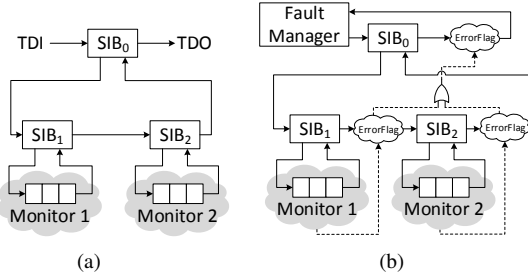 TDI
SIB0
TDO
SIB1
SIB2
Monitor 1
Monitor 2
(a)
Fault
Manager
SIB0
ErrorFlag
SIB1
ErrorFlag
SIB2
ErrorFlag
Monitor 1
Monitor 2
(b)